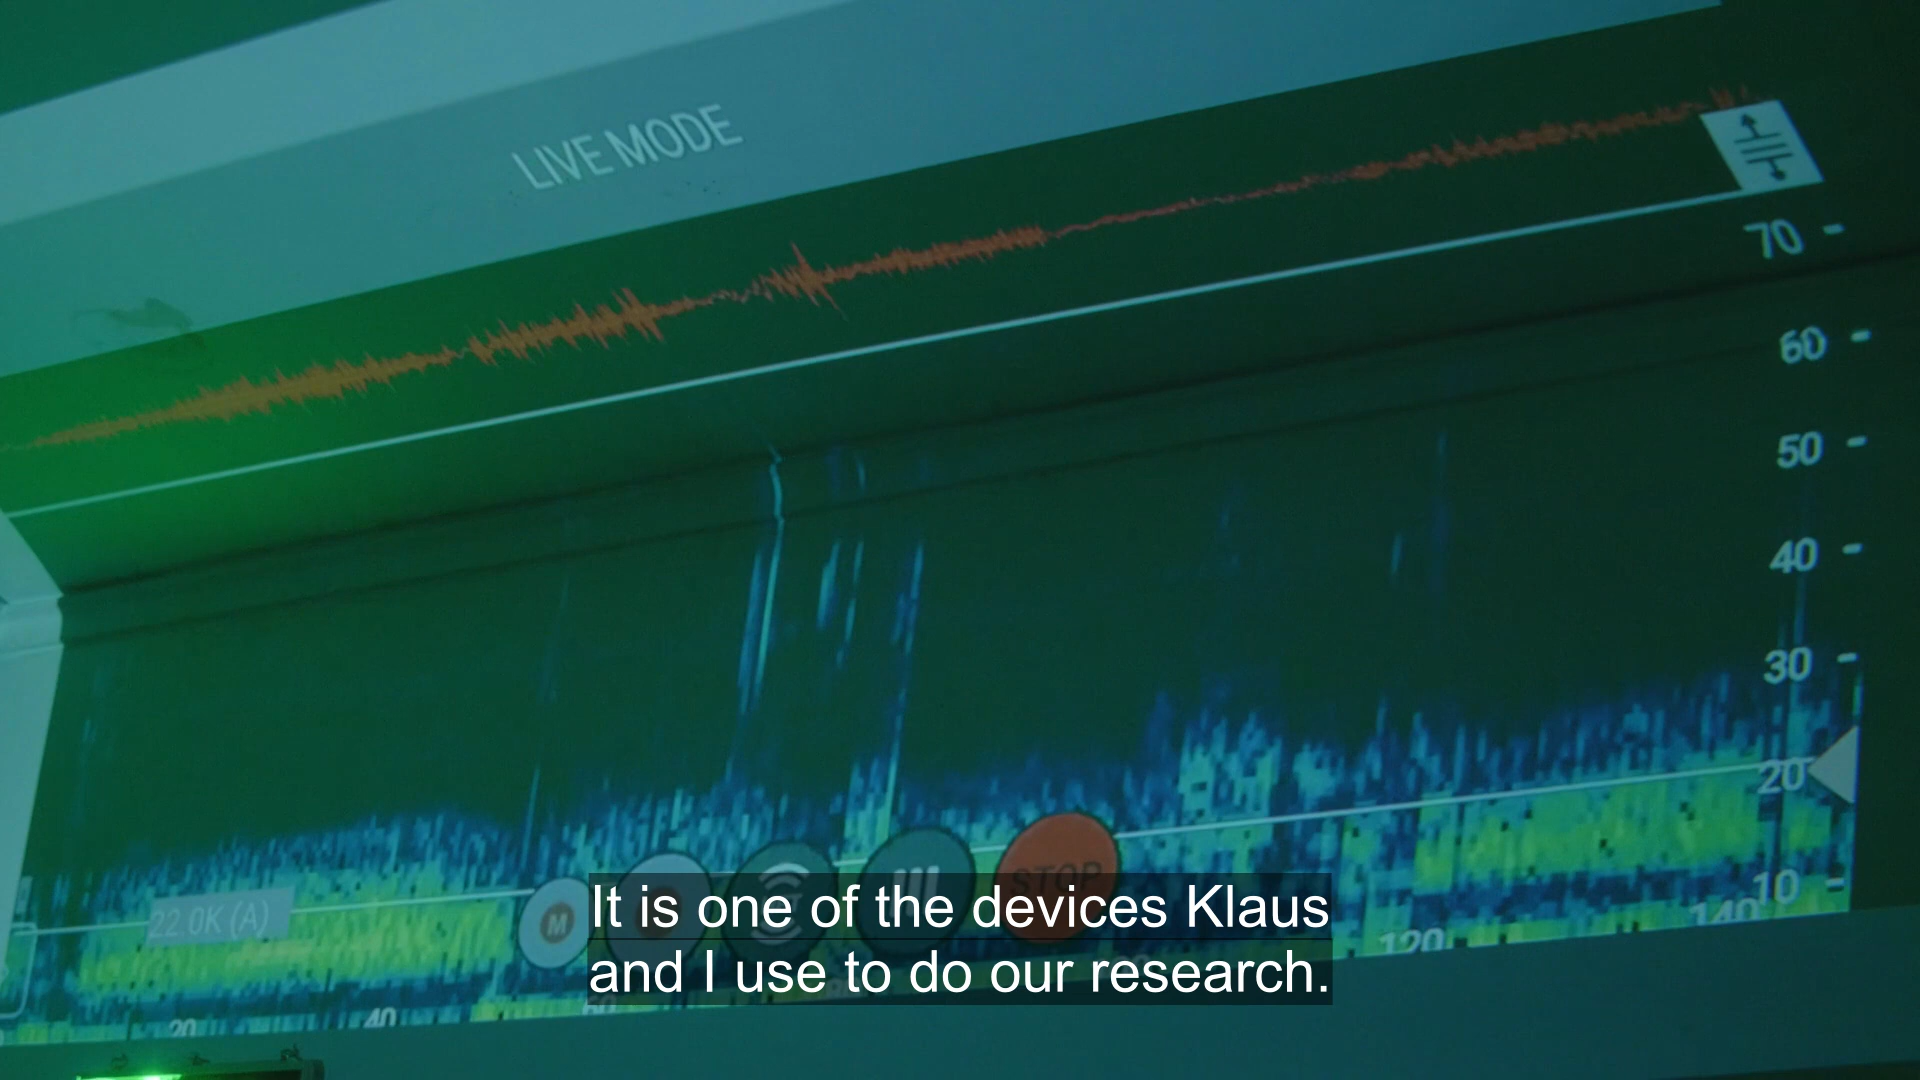 LIVE MODE
70
60
50
40
30
20
10
22.0K (A)
M
STOP
20
40
60
120
140
It is one of the devices Klaus
and I use to do our research.